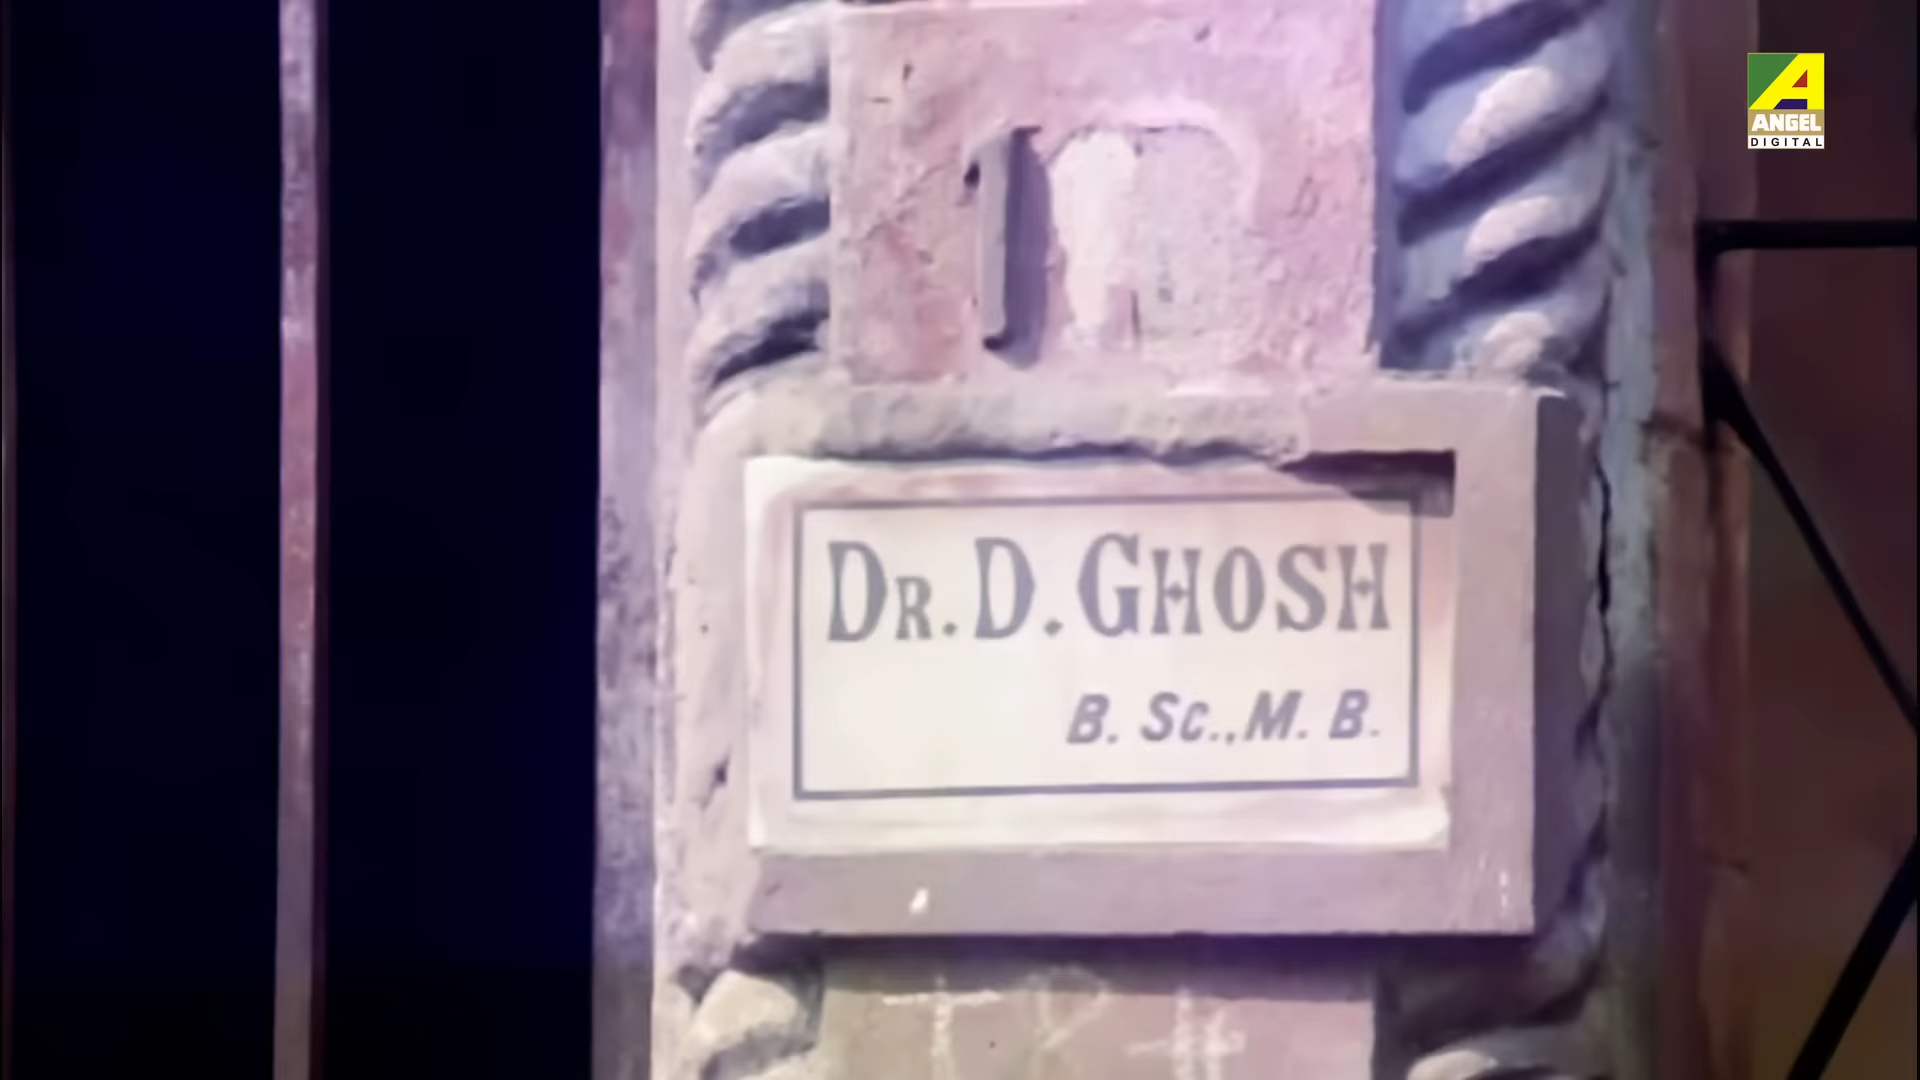 ANGEL
DIGITAL
DR. D. GHOSH
B. Sc., M. B.